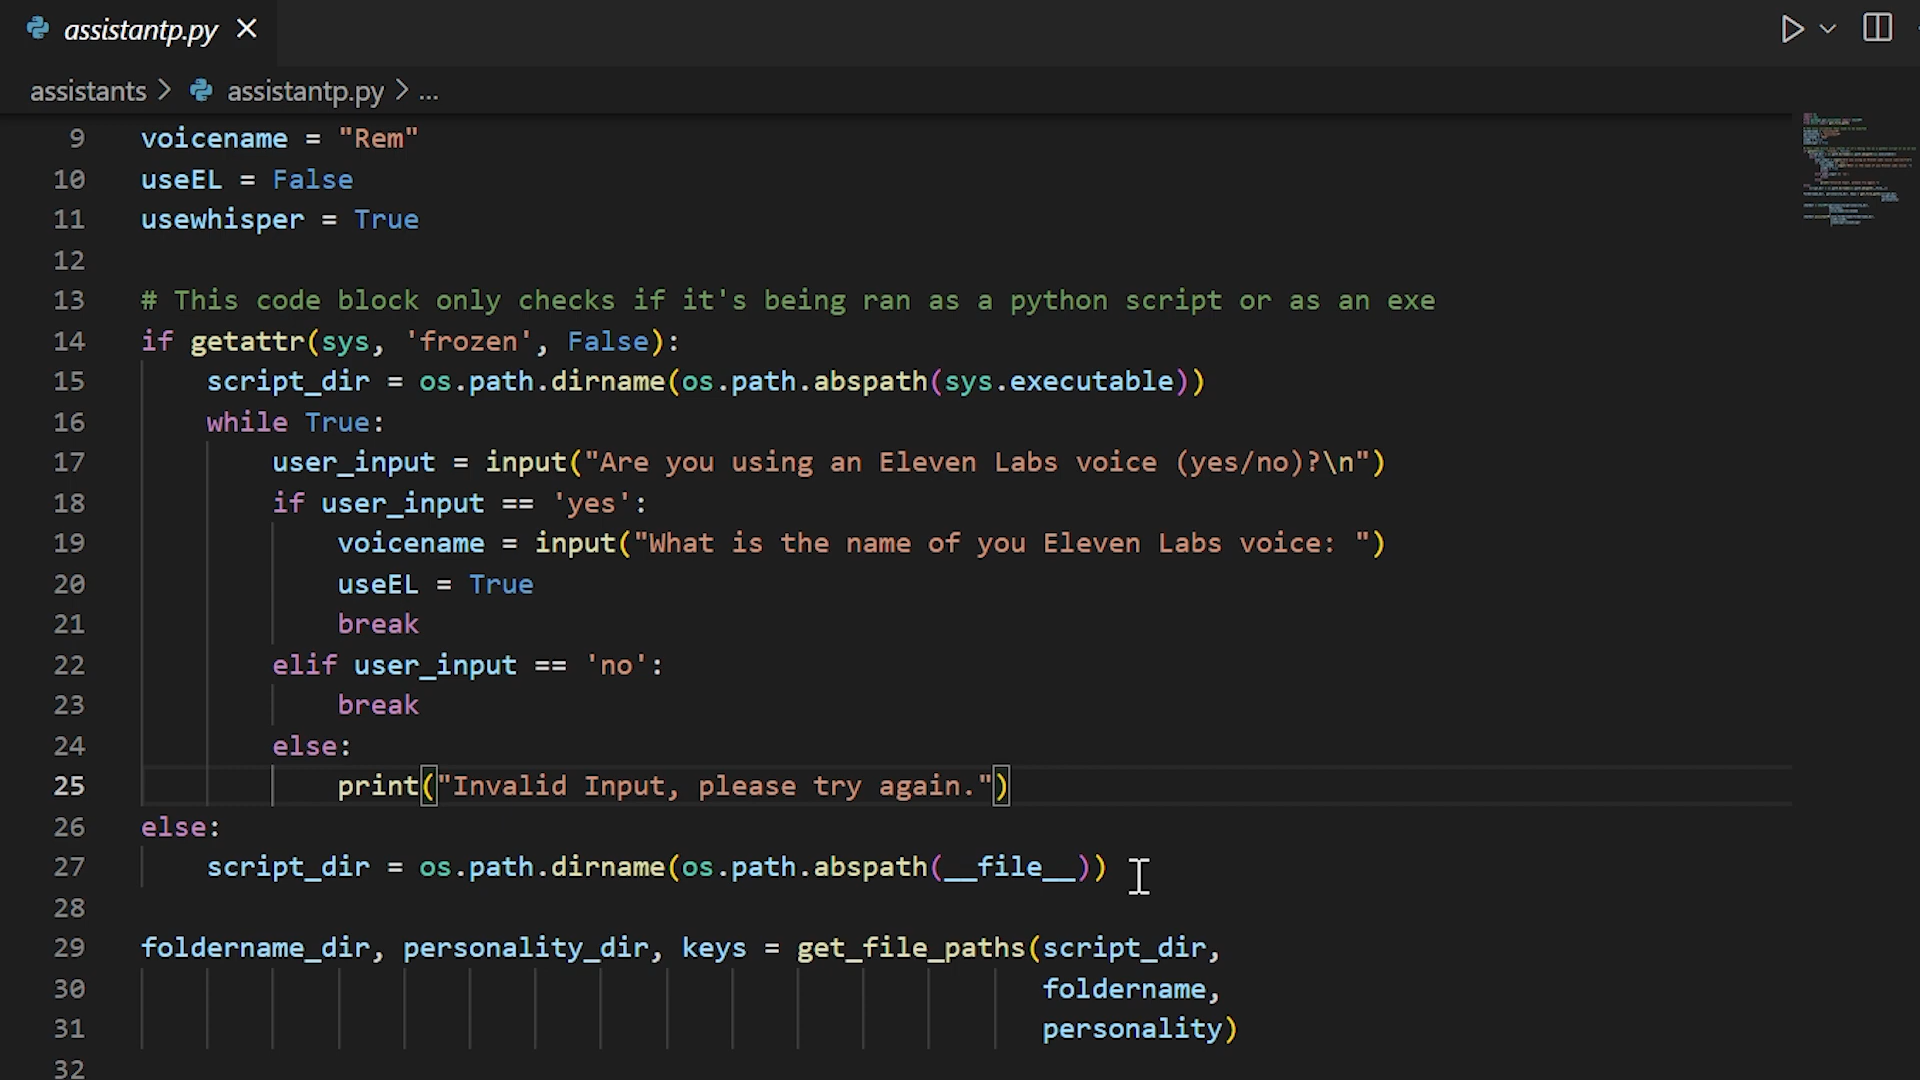 assistantp.py
assistants > assistantp.py > ...
9 voicename = "Rem"
10 useEL = False
11 usewhisper = True
12
13 # This code block only checks if it's being ran as a python script or as an exe
14 if getattr(sys, 'frozen', False):
15     script_dir = os.path.dirname(os.path.abspath(sys.executable))
16     while True:
17         user_input = input("Are you using an Eleven Labs voice (yes/no)?\n")
18         if user_input == 'yes':
19             voicename = input("What is the name of you Eleven Labs voice: ")
20             useEL = True
21             break
22         elif user_input == 'no':
23             break
24         else:
25             print("Invalid Input, please try again.")
26 else:
27     script_dir = os.path.dirname(os.path.abspath(__file__))
28
29 foldername_dir, personality_dir, keys = get_file_paths(script_dir,
30                                                        foldername,
31                                                        personality)
32